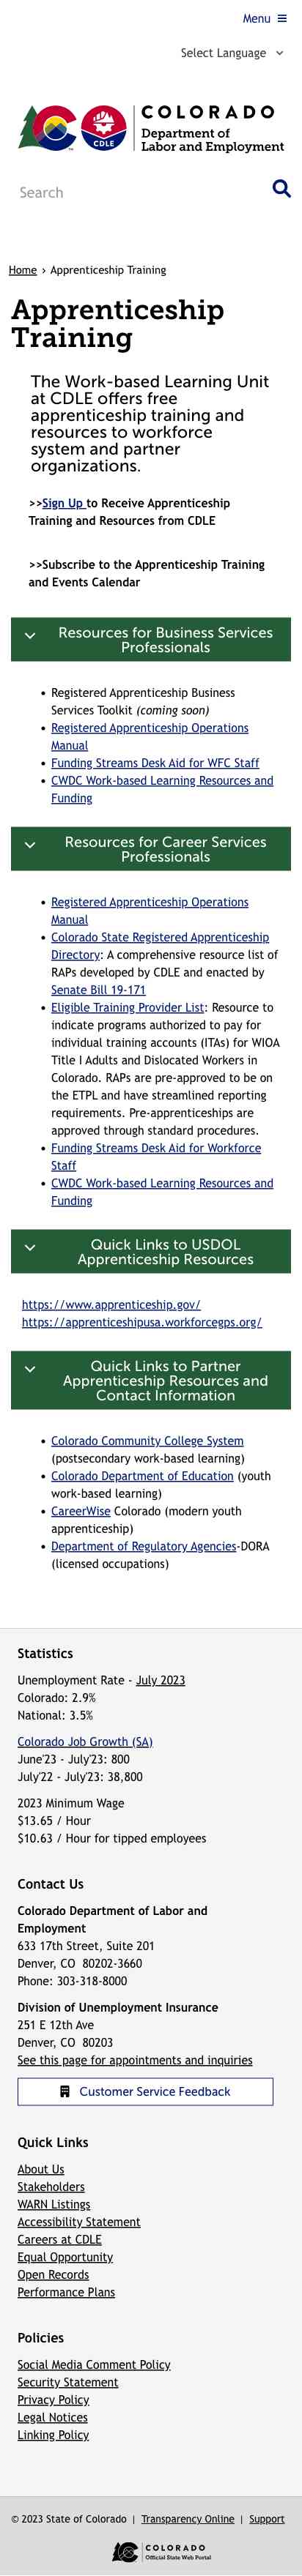 Menu
Select Language
CDLE
COLORADO
Department of
Labor and Employment
Search
Home › Apprenticeship Training
Apprenticeship
Training
The Work-based Learning Unit
at CDLE offers free
apprenticeship training and
resources to workforce
system and partner
organizations.
>>Sign Up to Receive Apprenticeship
Training and Resources from CDLE
>>Subscribe to the Apprenticeship Training
and Events Calendar
Resources for Business Services
Professionals
• Registered Apprenticeship Business
Services Toolkit (coming soon)
• Registered Apprenticeship Operations
Manual
• Funding Streams Desk Aid for WFC Staff
• CWDC Work-based Learning Resources and
Funding
Resources for Career Services
Professionals
• Registered Apprenticeship Operations
Manual
• Colorado State Registered Apprenticeship
Directory: A comprehensive resource list of
RAPs developed by CDLE and enacted by
Senate Bill 19-171
• Eligible Training Provider List: Resource to
indicate programs authorized to pay for
individual training accounts (ITAs) for WIOA
Title I Adults and Dislocated Workers in
Colorado. RAPs are pre-approved to be on
the ETPL and have streamlined reporting
requirements. Pre-apprenticeships are
approved through standard procedures.
• Funding Streams Desk Aid for Workforce
Staff
• CWDC Work-based Learning Resources and
Funding
Quick Links to USDOL
Apprenticeship Resources
https://www.apprenticeship.gov/
https://apprenticeshipusa.workforcegps.org/
Quick Links to Partner
Apprenticeship Resources and
Contact Information
• Colorado Community College System
(postsecondary work-based learning)
• Colorado Department of Education (youth
work-based learning)
• CareerWise Colorado (modern youth
apprenticeship)
• Department of Regulatory Agencies-DORA
(licensed occupations)
Statistics
Unemployment Rate - July 2023
Colorado: 2.9%
National: 3.5%
Colorado Job Growth (SA)
June'23 - July'23: 800
July'22 - July'23: 38,800
2023 Minimum Wage
$13.65 / Hour
$10.63 / Hour for tipped employees
Contact Us
Colorado Department of Labor and
Employment
633 17th Street, Suite 201
Denver, CO 80202-3660
Phone: 303-318-8000
Division of Unemployment Insurance
251 E 12th Ave
Denver, CO 80203
See this page for appointments and inquiries
Customer Service Feedback
Quick Links
About Us
Stakeholders
WARN Listings
Accessibility Statement
Careers at CDLE
Equal Opportunity
Open Records
Performance Plans
Policies
Social Media Comment Policy
Security Statement
Privacy Policy
Legal Notices
Linking Policy
© 2023 State of Colorado | Transparency Online | Support
COLORADO
Official State Web Portal